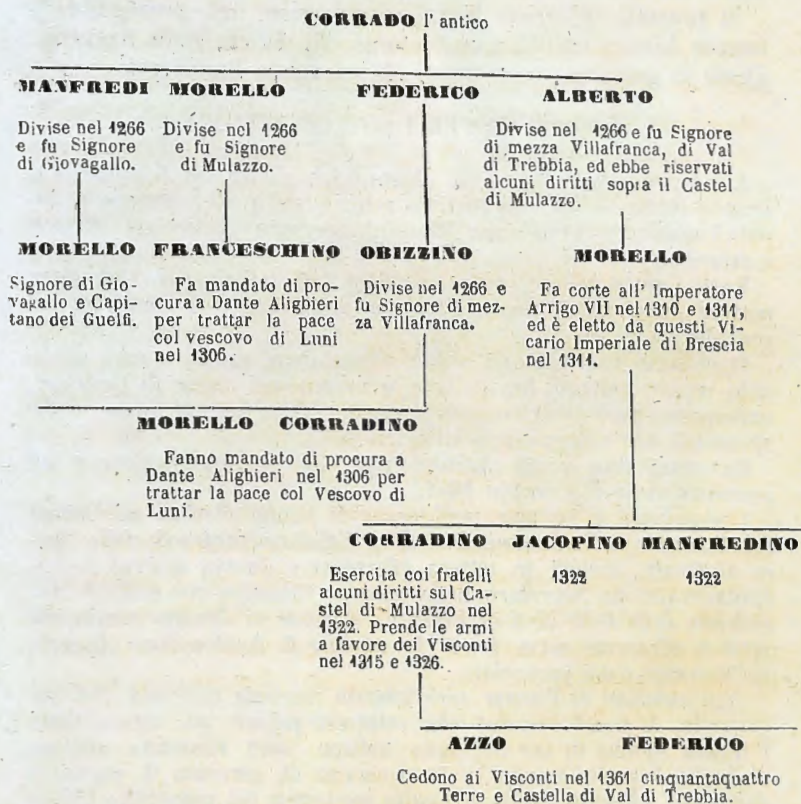 CORRADO l' antico
MANFREDI MORELLO FEDERICO ALBERTO
Divise nel 1266
e fu Signore
di Giovagallo.
Divise nel 1266
e fu Signore
di Mulazzo.
Divise nel 1266 e fu Signore
di mezza Villafranca, di Val
di Trebbia, ed ebbe riservati
alcuni diritti sopra il Castel
di Mulazzo.
MORELLO FRANCESCHINO OBIZZINO MORELLO
Signore di Gio-
vagallo e Capi-
tano dei Guelfi.
Fa mandato di pro-
cura a Dante Alighieri
per trattar la pace
col vescovo di Luni
nel 1306.
Divise nel 1266 e
fu Signore di mez-
za Villafranca.
Fa corte all' Imperatore
Arrigo VII nel 1310 e 1311,
ed è eletto da questi Vi-
cario Imperiale di Brescia
nel 1311.
MORELLO CORRADINO
Fanno mandato di procura a
Dante Alighieri nel 1306 per
trattar la pace col Vescovo di
Luni.
CORRADINO JACOPINO MANFREDINO
Esercita coi fratelli
alcuni diritti sul Ca-
stel di Mulazzo nel
1322. Prende le armi
a favore dei Visconti
nel 1315 e 1326.
1322
1322
AZZO FEDERICO
Cedono ai Visconti nel 1361 cinquantaquattro
Terre e Castella di Val di Trebbia.